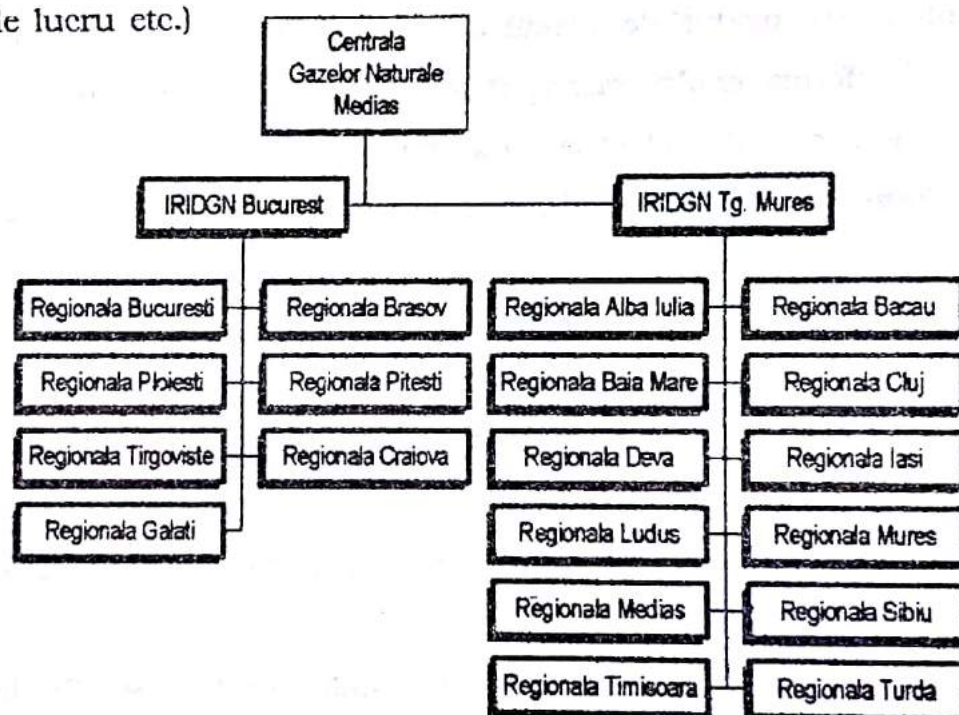 le lucru etc.)
Centrala
Gazelor Naturale
Medias
IRIDGN Bucurest
IRIDGN Tg. Mures
Regionala Bucuresti
Regionala Brasov
Regionala Alba Iulia
Regionala Bacau
Regionala Ploiesti
Regionala Pitesti
Regionala Baia Mare
Regionala Cluj
Regionala Tirgoviste
Regionala Craiova
Regionala Deva
Regionala Iasi
Regionala Galati
Regionala Ludus
Regionala Mures
Regionala Medias
Regionala Sibiu
Regionala Timisoara
Regionala Turda